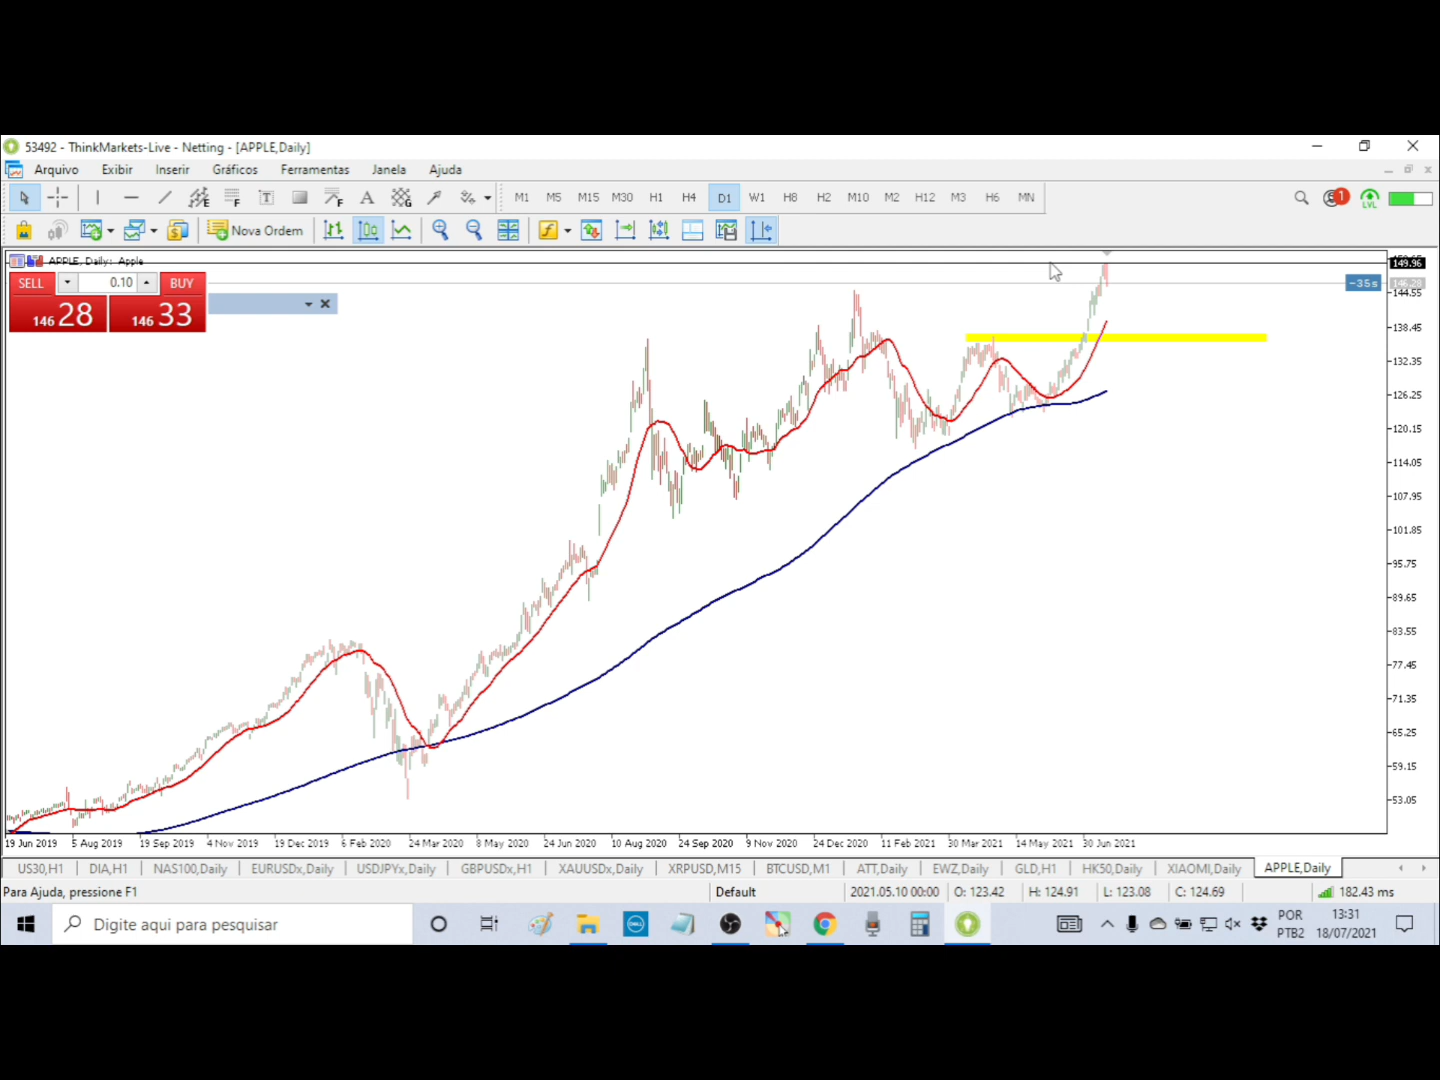 53492 - ThinkMarkets-Live - Netting - [APPLE,Daily]
Arquivo Exibir Inserir Gráficos Ferramentas Janela Ajuda
E F T F A G M1 M5 M15 M30 H1 H4 D1 W1 H8 H2 M10 M2 H12 M3 H6 MN 1 LVL
$ Nova Ordem f
APPLE, Daily: Apple
149.96
SELL 0.10 BUY
-35s 146.28
146 28 146 33
144.55
138.45
132.35
126.25
120.15
114.05
107.95
101.85
95.75
89.65
83.55
77.45
71.35
65.25
59.15
53.05
19 Jun 2019 5 Aug 2019 19 Sep 2019 4 Nov 2019 19 Dec 2019 6 Feb 2020 24 Mar 2020 8 May 2020 24 Jun 2020 10 Aug 2020 24 Sep 2020 9 Nov 2020 24 Dec 2020 11 Feb 2021 30 Mar 2021 14 May 2021 30 Jun 2021
US30,H1 DIA,H1 NAS100,Daily EURUSDx,Daily USDJPYx,Daily GBPUSDx,H1 XAUUSDx,Daily XRPUSD,M15 BTCUSD,M1 ATT,Daily EWZ,Daily GLD,H1 HK50,Daily XIAOMI,Daily APPLE,Daily
Para Ajuda, pressione F1 Default 2021.05.10 00:00 O: 123.42 H: 124.91 L: 123.08 C: 124.69 182.43 ms
Digite aqui para pesquisar DELL POR 13:31
PTB2 18/07/2021